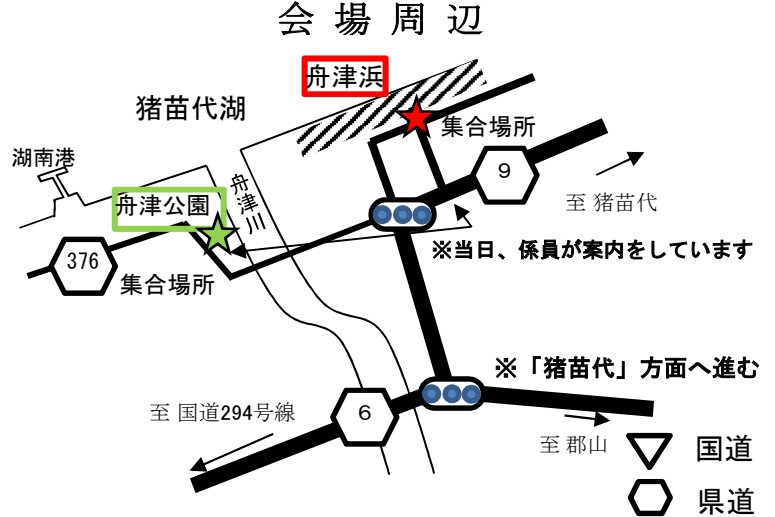 会場周辺
舟津浜
猪苗代湖
集合場所
湖南港
9
舟津川
至 猪苗代
舟津公園
※当日、係員が案内をしています
376
集合場所
※「猪苗代」方面へ進む
至 国道294号線
6
至 郡山
国道
県道